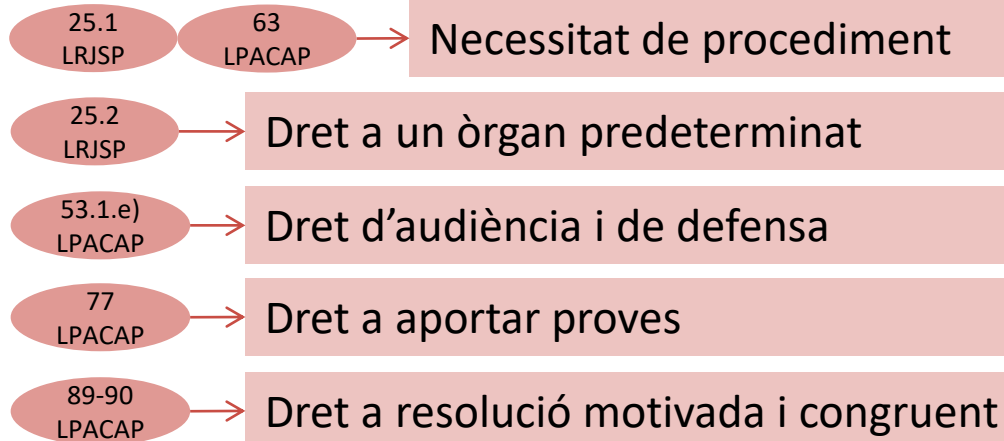 25.1
LRJSP
63
LPACAP
Necessitat de procediment
25.2
LRJSP
Dret a un òrgan predeterminat
53.1.e)
LPACAP
Dret d’audiència i de defensa
77
LPACAP
Dret a aportar proves
89-90
LPACAP
Dret a resolució motivada i congruent